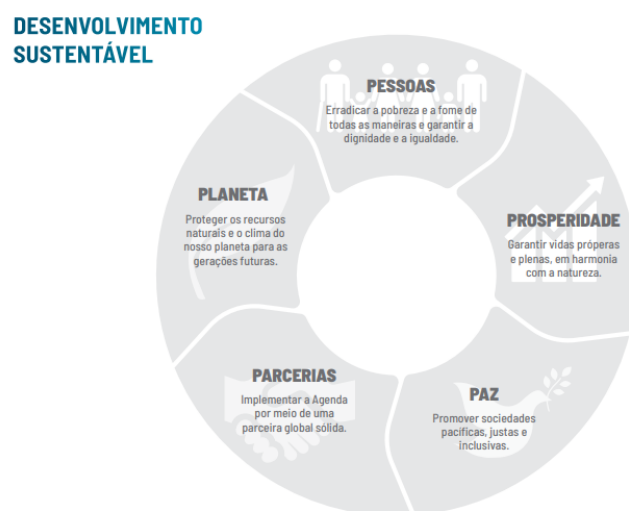 DESENVOLVIMENTO
SUSTENTÁVEL
PESSOAS
Erradicar a pobreza e a fome de
todas as maneiras e garantir a
dignidade e a igualdade.
PROSPERIDADE
Garantir vidas próperas
e plenas, em harmonia
com a natureza.
PAZ
Promover sociedades
pacíficas, justas e
inclusivas.
PARCERIAS
Implementar a Agenda
por meio de uma
parceira global sólida.
PLANETA
Proteger os recursos
naturais e o clima do
nosso planeta para as
gerações futuras.